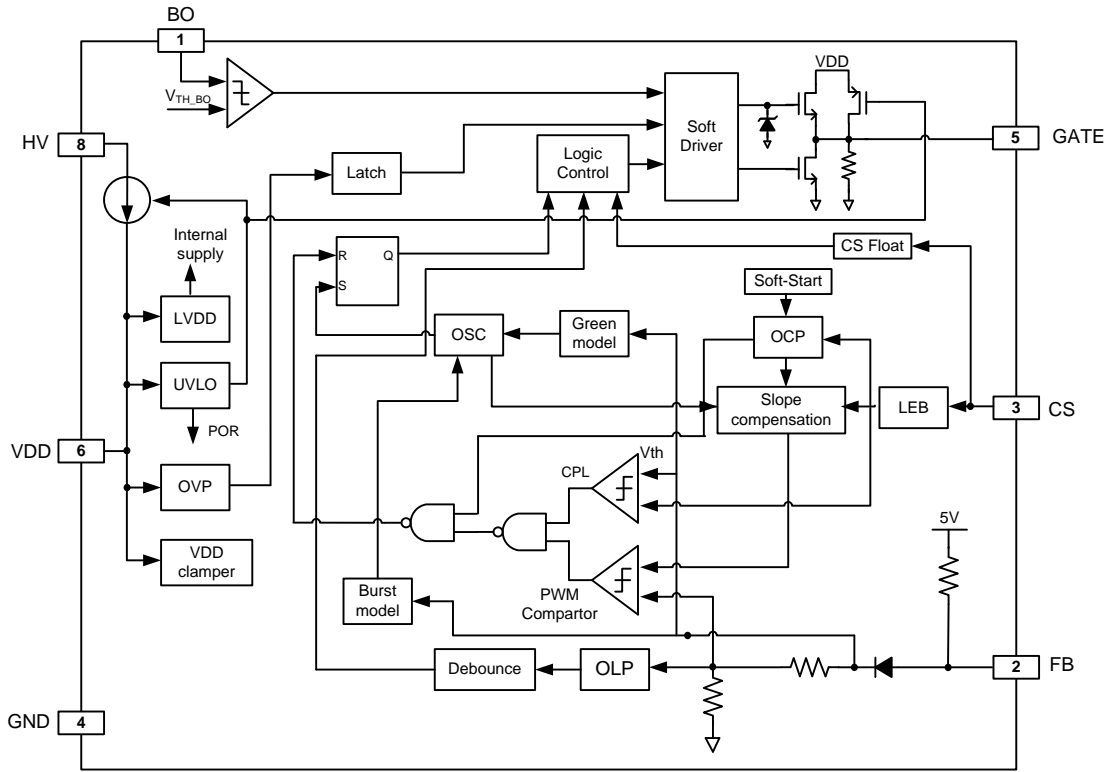 BO
1
V_TH_BO
HV
8
VDD
Soft
Driver
5
GATE
Logic
Control
Latch
Internal
supply
R
Q
S
CS Float
Soft-Start
LVDD
OSC
Green
model
OCP
UVLO
Slope
compensation
LEB
3
CS
POR
VDD
6
OVP
CPL
Vth
5V
VDD
clamper
Burst
model
PWM
Compartor
Debounce
OLP
2
FB
GND
4